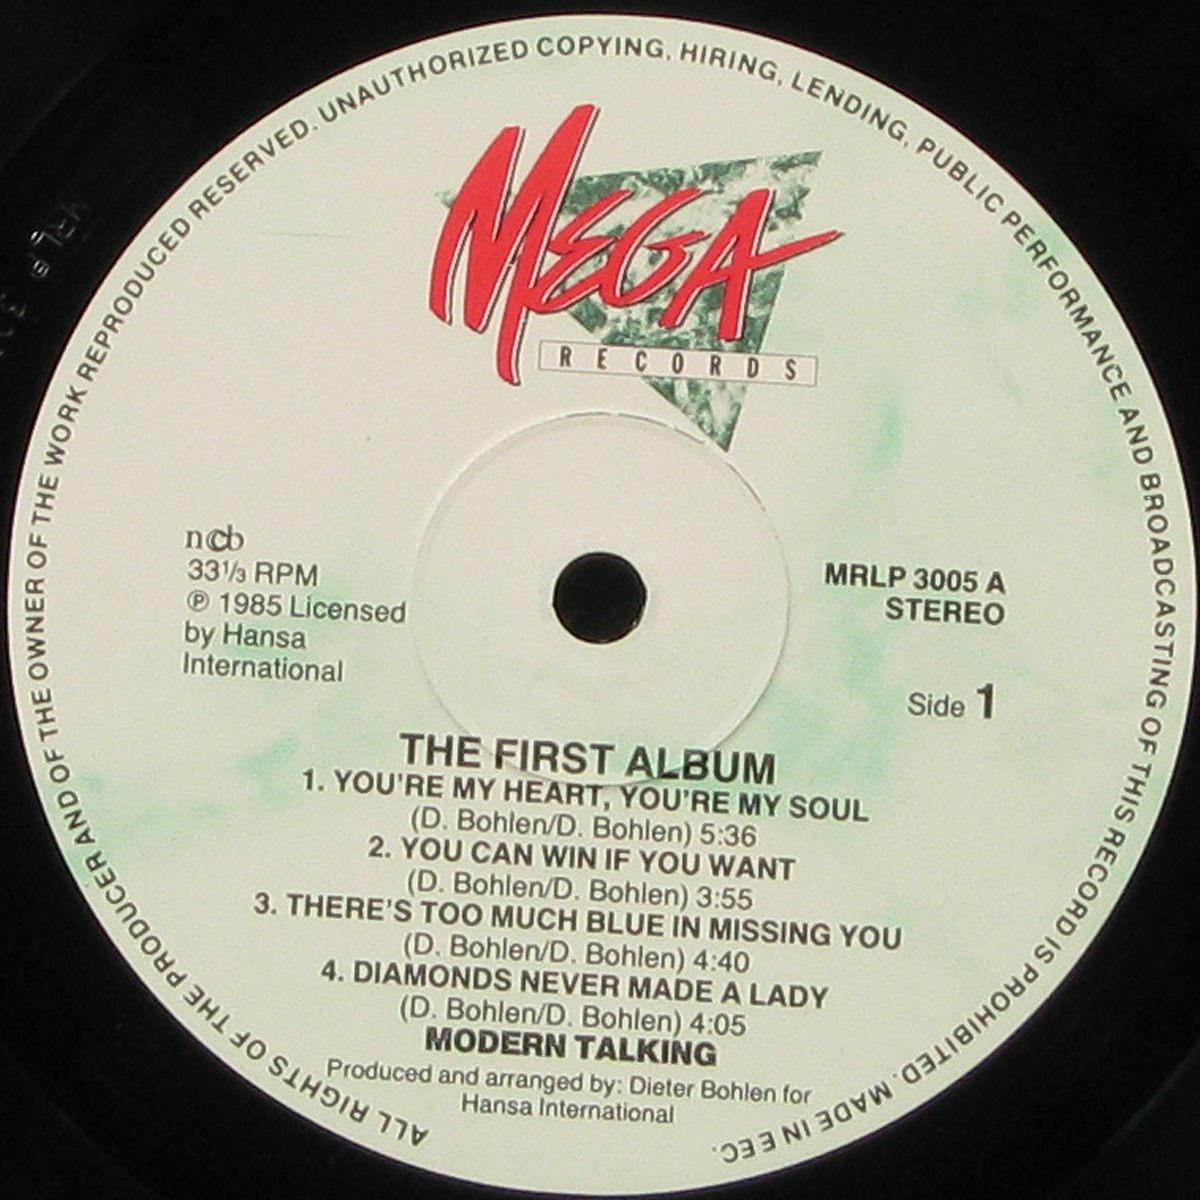 ALL RIGHTS OF THE PRODUCER AND OF THE OWNER OF THE WORK REPRODUCED RESERVED. UNAUTHORIZED COPYING, HIRING, LENDING, PUBLIC PERFORMANCE AND BROADCASTING OF THIS RECORD IS PROHIBITED. MADE IN EEC.
MEGA
RECORDS
ncb
33⅓ RPM
℗ 1985 Licensed
by Hansa
International
MRLP 3005 A
STEREO
Side 1
THE FIRST ALBUM
1. YOU'RE MY HEART, YOU'RE MY SOUL
(D. Bohlen/D. Bohlen) 5:36
2. YOU CAN WIN IF YOU WANT
(D. Bohlen/D. Bohlen) 3:55
3. THERE'S TOO MUCH BLUE IN MISSING YOU
(D. Bohlen/D. Bohlen) 4:40
4. DIAMONDS NEVER MADE A LADY
(D. Bohlen/D. Bohlen) 4:05
MODERN TALKING
Produced and arranged by: Dieter Bohlen for
Hansa International